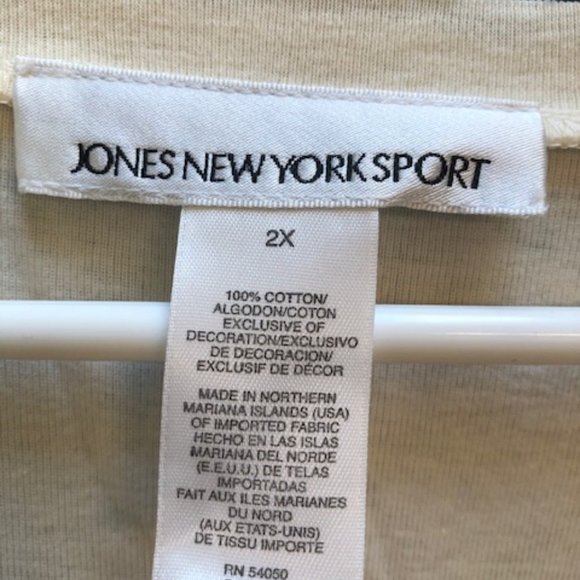 JONES NEW YORK SPORT
2X
100% COTTON/
ALGODON/COTON
EXCLUSIVE OF
DECORATION/EXCLUSIVO
DE DECORACION/
EXCLUSIF DE DÉCOR
MADE IN NORTHERN
MARIANA ISLANDS (USA)
OF IMPORTED FABRIC
HECHO EN LAS ISLAS
MARIANA DEL NORDE
(E.E.U.U.) DE TELAS
IMPORTADAS
FAIT AUX ILES MARIANES
DU NORD
(AUX ETATS-UNIS)
DE TISSU IMPORTE
RN 54050